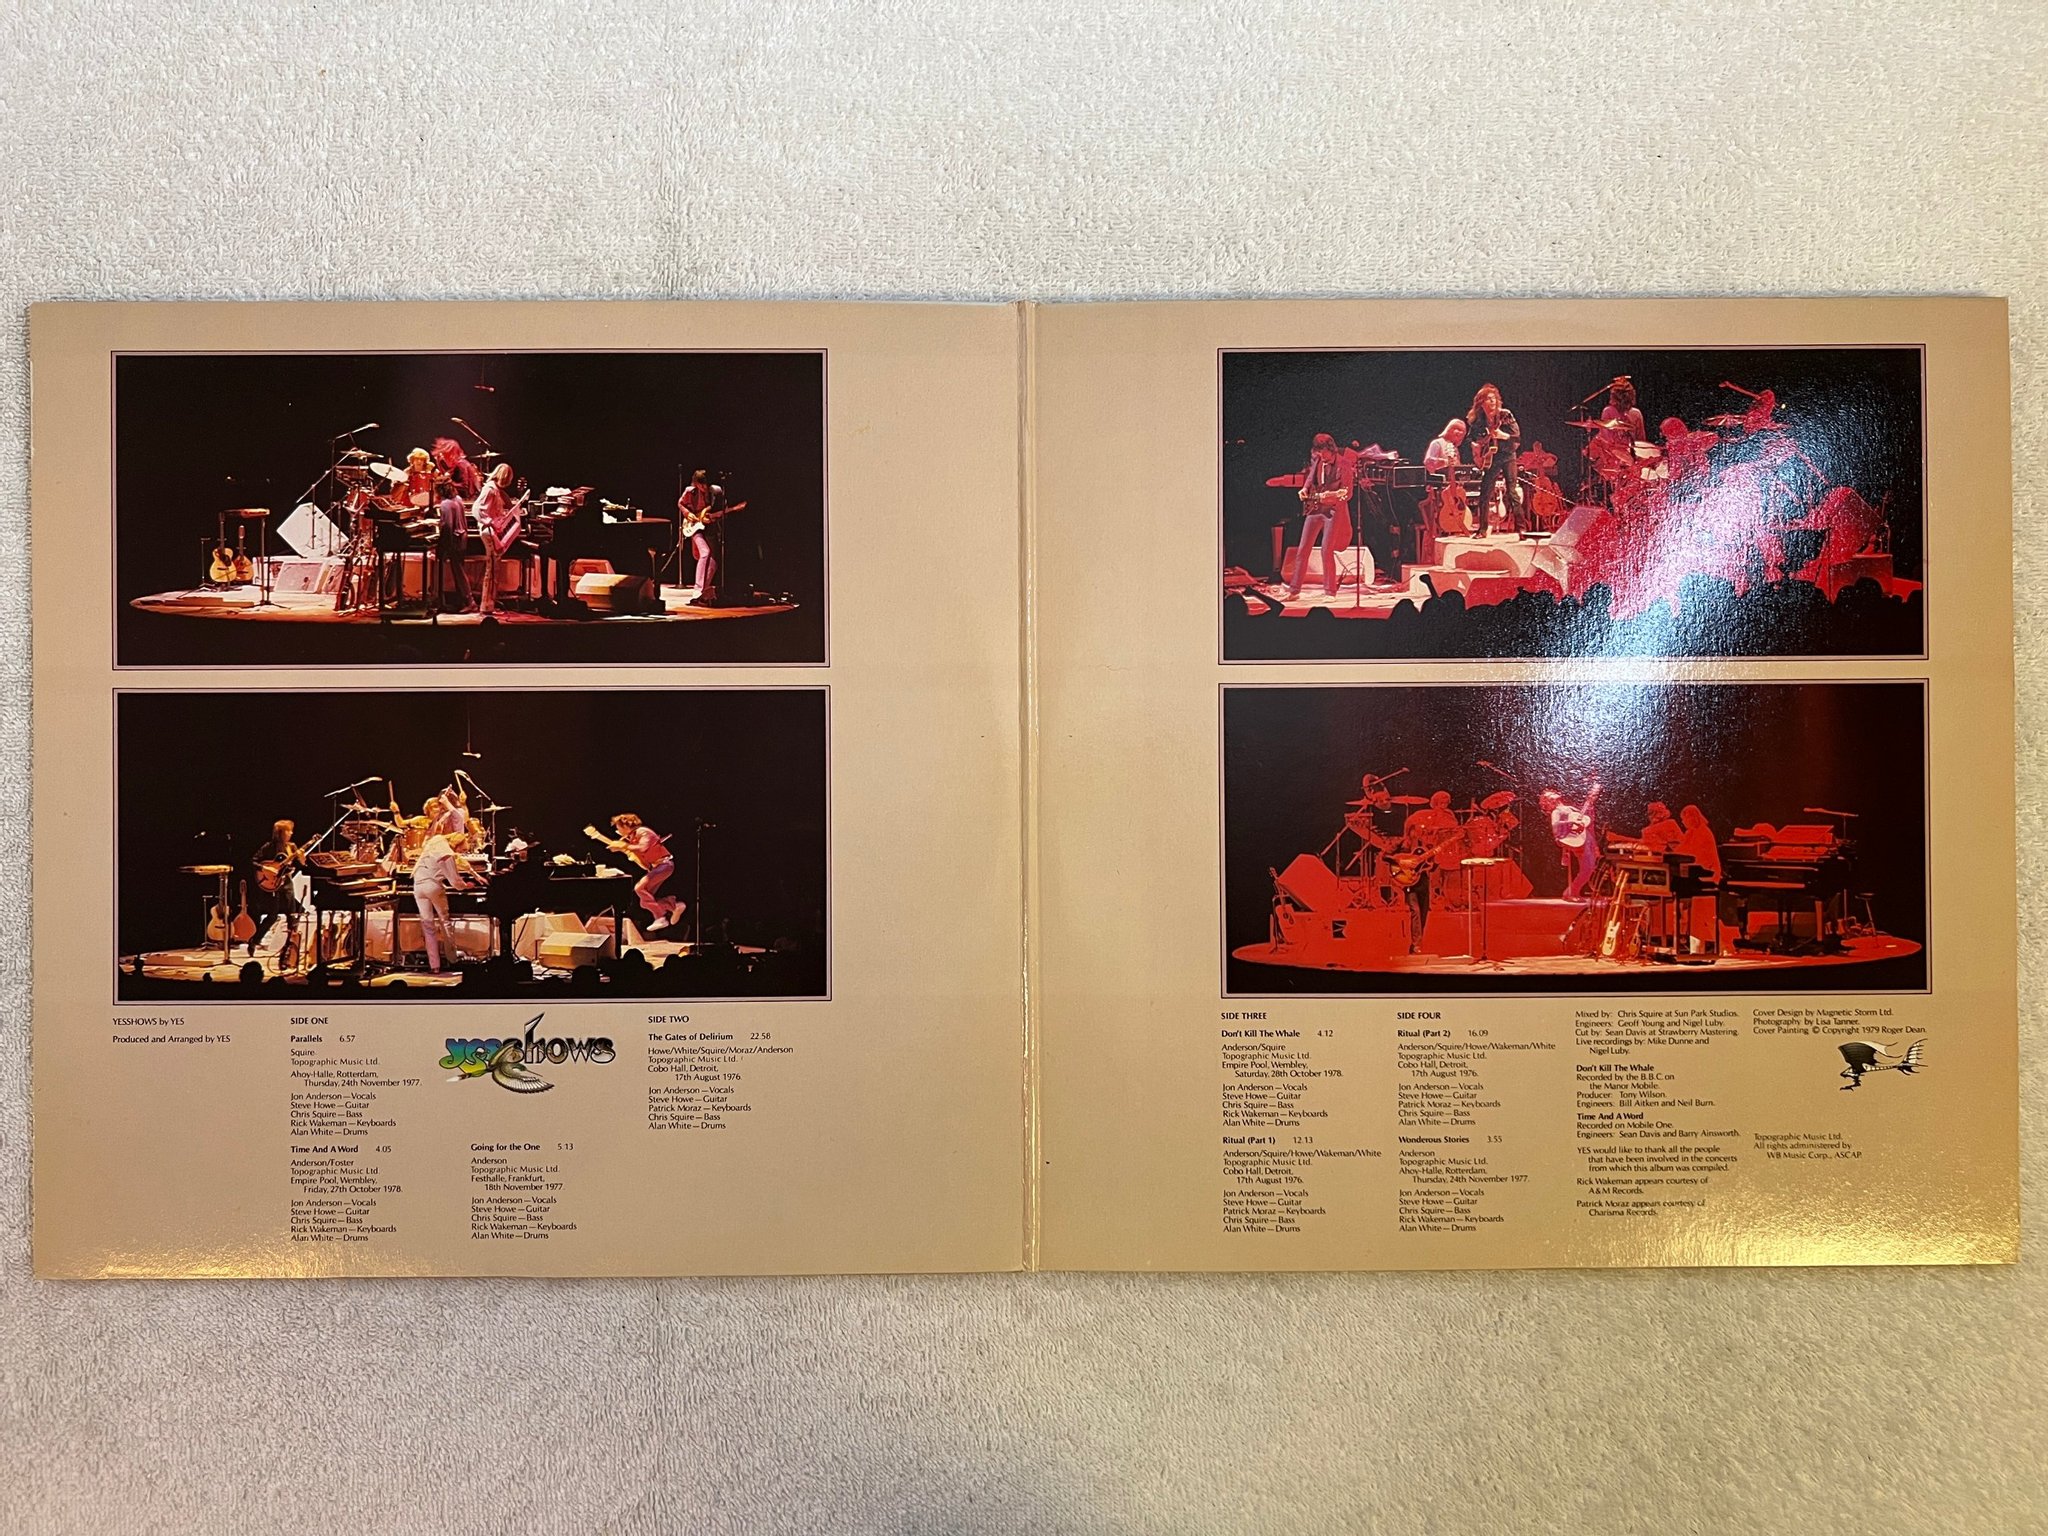 YESSHOWS by YES
Produced and Arranged by YES
SIDE ONE
Parallels 6.57
Squire
Topographic Music Ltd.
Ahoy-Halle, Rotterdam,
Thursday, 24th November 1977.
Jon Anderson—Vocals
Steve Howe—Guitar
Chris Squire—Bass
Rick Wakeman—Keyboards
Alan White—Drums
Time And A Word 4.05
Anderson/Foster
Topographic Music Ltd.
Empire Pool, Wembley,
Friday, 27th October 1978.
Jon Anderson—Vocals
Steve Howe—Guitar
Chris Squire—Bass
Rick Wakeman—Keyboards
Alan White—Drums
yesshows
Going for the One 5:13
Anderson
Topographic Music Ltd.
Festhalle, Frankfurt,
18th November 1977.
Jon Anderson—Vocals
Steve Howe—Guitar
Chris Squire—Bass
Rick Wakeman—Keyboards
Alan White—Drums
SIDE TWO
The Gates of Delirium 22.58
Howe/White/Squire/Moraz/Anderson
Topographic Music Ltd.
Cobo Hall, Detroit,
17th August 1976.
Jon Anderson—Vocals
Steve Howe—Guitar
Patrick Moraz—Keyboards
Chris Squire—Bass
Alan White—Drums
SIDE THREE
Don't Kill The Whale 4.12
Anderson/Squire
Topographic Music Ltd.
Empire Pool, Wembley,
Saturday, 28th October 1978.
Jon Anderson—Vocals
Steve Howe—Guitar
Chris Squire—Bass
Rick Wakeman—Keyboards
Alan White—Drums
Ritual (Part 1) 12.13
Anderson/Squire/Howe/Wakeman/White
Topographic Music Ltd.
Cobo Hall, Detroit,
17th August 1976.
Jon Anderson—Vocals
Steve Howe—Guitar
Patrick Moraz—Keyboards
Chris Squire—Bass
Alan White—Drums
SIDE FOUR
Ritual (Part 2) 16.09
Anderson/Squire/Howe/Wakeman/White
Topographic Music Ltd.
Cobo Hall, Detroit,
17th August 1976.
Jon Anderson—Vocals
Steve Howe—Guitar
Patrick Moraz—Keyboards
Chris Squire—Bass
Alan White—Drums
Wonderous Stories 3.55
Anderson
Topographic Music Ltd.
Ahoy-Halle, Rotterdam,
Thursday, 24th November 1977.
Jon Anderson—Vocals
Steve Howe—Guitar
Chris Squire—Bass
Rick Wakeman—Keyboards
Alan White—Drums
Mixed by: Chris Squire at Sun Park Studios.
Engineers: Geoff Young and Nigel Luby.
Cut by: Sean Davis at Strawberry Mastering.
Live recordings by: Mike Dunne and
Nigel Luby.
Don't Kill The Whale
Recorded by the B.B.C. on
the Manor Mobile.
Producer: Tony Wilson.
Engineers: Bill Aitken and Neil Burn.
Time And A Word
Recorded on Mobile One.
Engineers: Sean Davis and Barry Ainsworth.
YES would like to thank all the people
that have been involved in the concerts
from which this album was compiled.
Rick Wakeman appears courtesy of
A&M Records.
Patrick Moraz appears courtesy of
Charisma Records.
Cover Design by Magnetic Storm Ltd.
Photography by Lisa Tanner.
Cover Painting © Copyright 1979 Roger Dean.
Topographic Music Ltd.
All rights administered by
WB Music Corp., ASCAP.